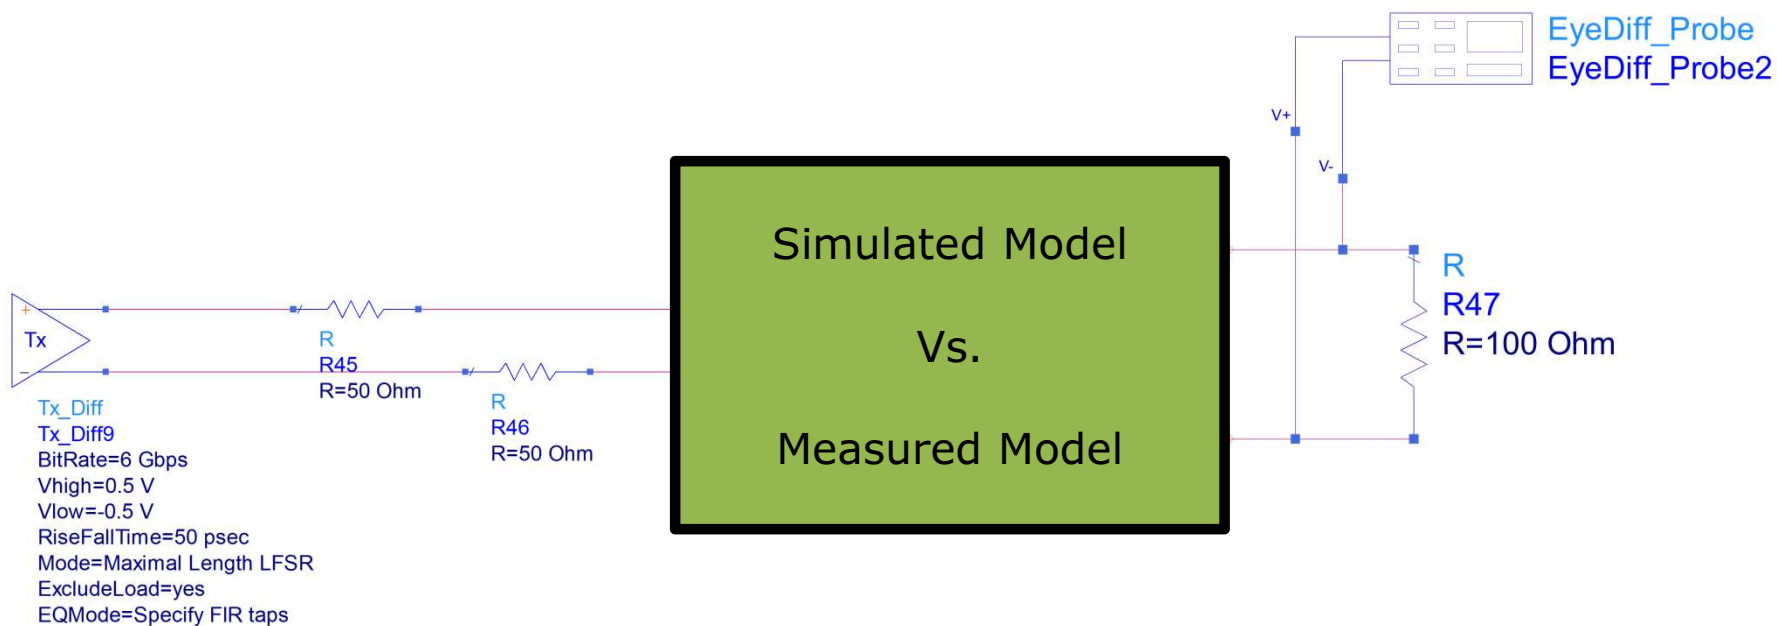 EyeDiff_Probe
EyeDiff_Probe2
V+
V-
Simulated Model
Vs.
Measured Model
R
R47
R=100 Ohm
+
Tx
−
R
R45
R=50 Ohm
R
R46
R=50 Ohm
Tx_Diff
Tx_Diff9
BitRate=6 Gbps
Vhigh=0.5 V
Vlow=-0.5 V
RiseFallTime=50 psec
Mode=Maximal Length LFSR
ExcludeLoad=yes
EQMode=Specify FIR taps